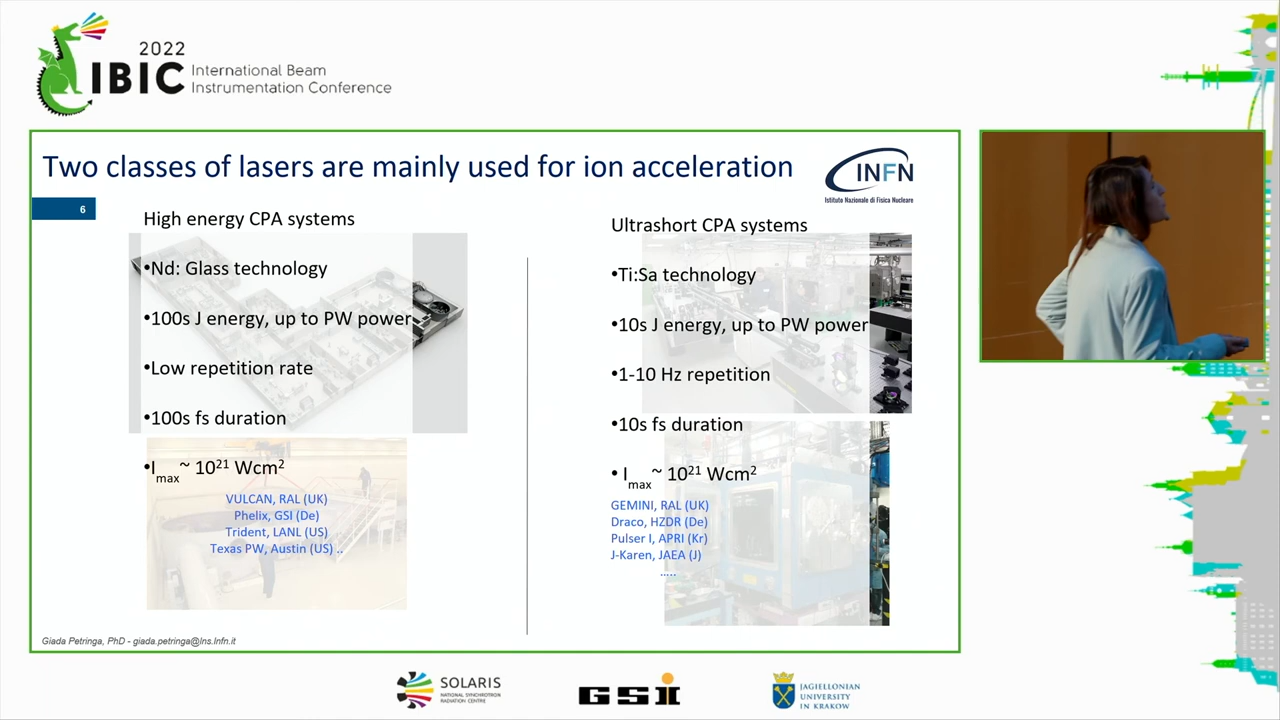 2022
IBIC
International Beam
Instrumentation Conference
Two classes of lasers are mainly used for ion acceleration
INFN
Istituto Nazionale di Fisica Nucleare
6
High energy CPA systems
•Nd: Glass technology
•100s J energy, up to PW power
•Low repetition rate
•100s fs duration
•Imax~ 10²¹ Wcm²
VULCAN, RAL (UK)
Phelix, GSI (De)
Trident, LANL (US)
Texas PW, Austin (US) ..
Ultrashort CPA systems
•Ti:Sa technology
•10s J energy, up to PW power
•1-10 Hz repetition
•10s fs duration
• Imax~ 10²¹ Wcm²
GEMINI, RAL (UK)
Draco, HZDR (De)
Pulser I, APRI (Kr)
J-Karen, JAEA (J)
.....
Giada Petringa, PhD - giada.petringa@lns.infn.it
SOLARIS
NATIONAL SYNCHROTRON
RADIATION CENTRE
GSI
JAGIELLONIAN
UNIVERSITY
IN KRAKOW